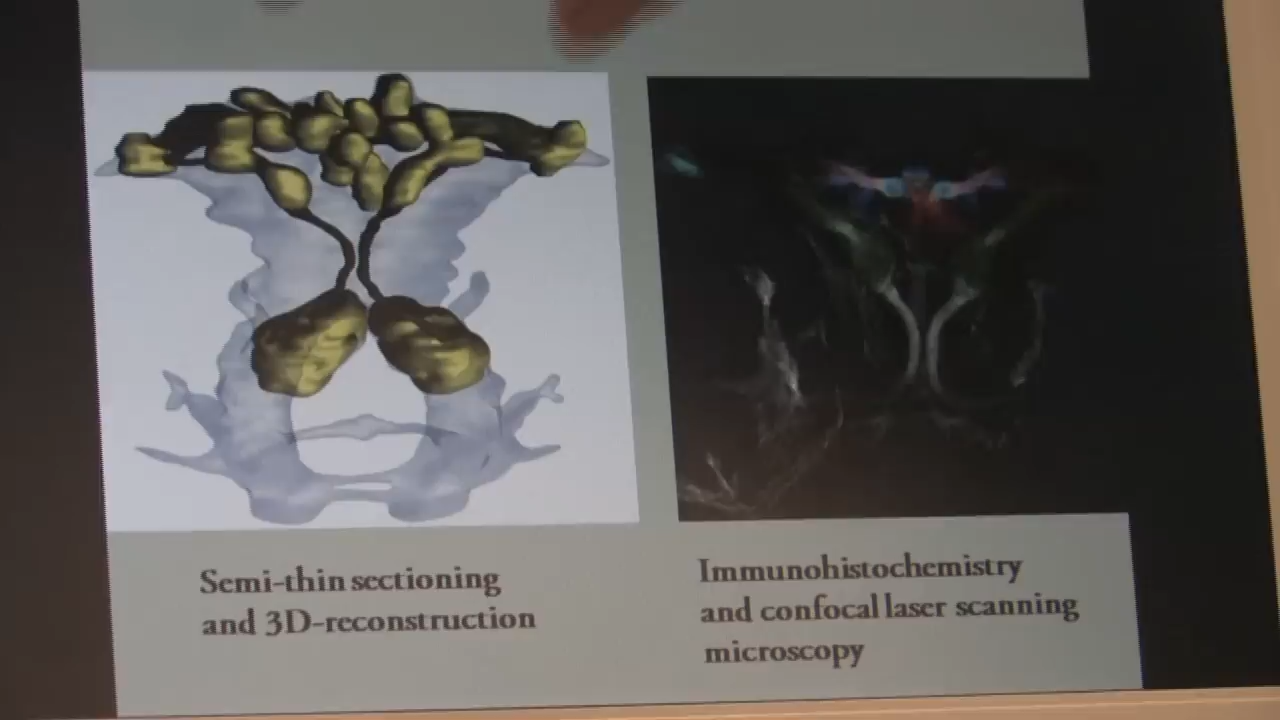 Semi-thin sectioning
and 3D-reconstruction
Immunohistochemistry
and confocal laser scanning
microscopy